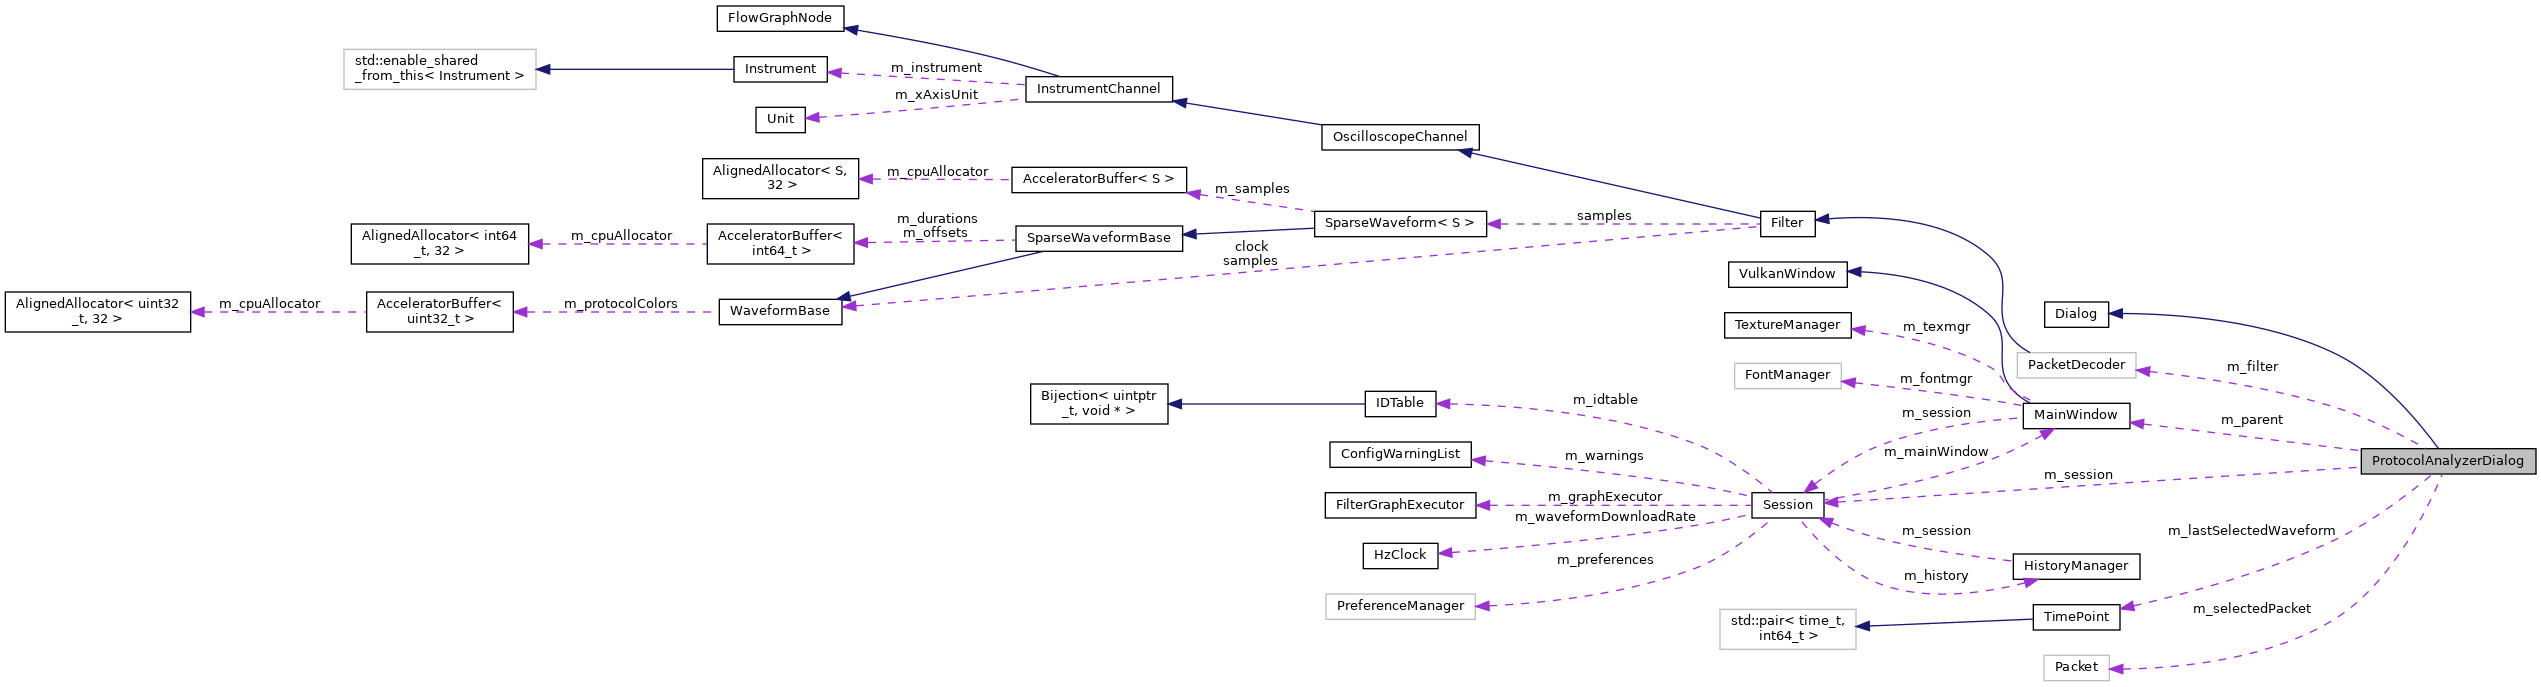 FlowGraphNode
std::enable_shared
_from_this< Instrument >
Instrument
m_instrument
m_xAxisUnit
InstrumentChannel
Unit
OscilloscopeChannel
AlignedAllocator< S,
32 >
m_cpuAllocator
AcceleratorBuffer< S >
m_samples
AlignedAllocator< int64
_t, 32 >
m_cpuAllocator
AcceleratorBuffer<
int64_t >
m_durations
m_offsets
SparseWaveformBase
SparseWaveform< S >
samples
Filter
clock
samples
AlignedAllocator< uint32
_t, 32 >
m_cpuAllocator
AcceleratorBuffer<
uint32_t >
m_protocolColors
WaveformBase
VulkanWindow
TextureManager
m_texmgr
Dialog
FontManager
m_fontmgr
PacketDecoder
m_filter
Bijection< uintptr
_t, void * >
IDTable
m_idtable
m_session
MainWindow
m_parent
ConfigWarningList
m_warnings
m_mainWindow
ProtocolAnalyzerDialog
m_session
FilterGraphExecutor
m_graphExecutor
Session
m_waveformDownloadRate
HzClock
m_session
m_lastSelectedWaveform
m_preferences
m_history
HistoryManager
PreferenceManager
std::pair< time_t,
int64_t >
TimePoint
m_selectedPacket
Packet